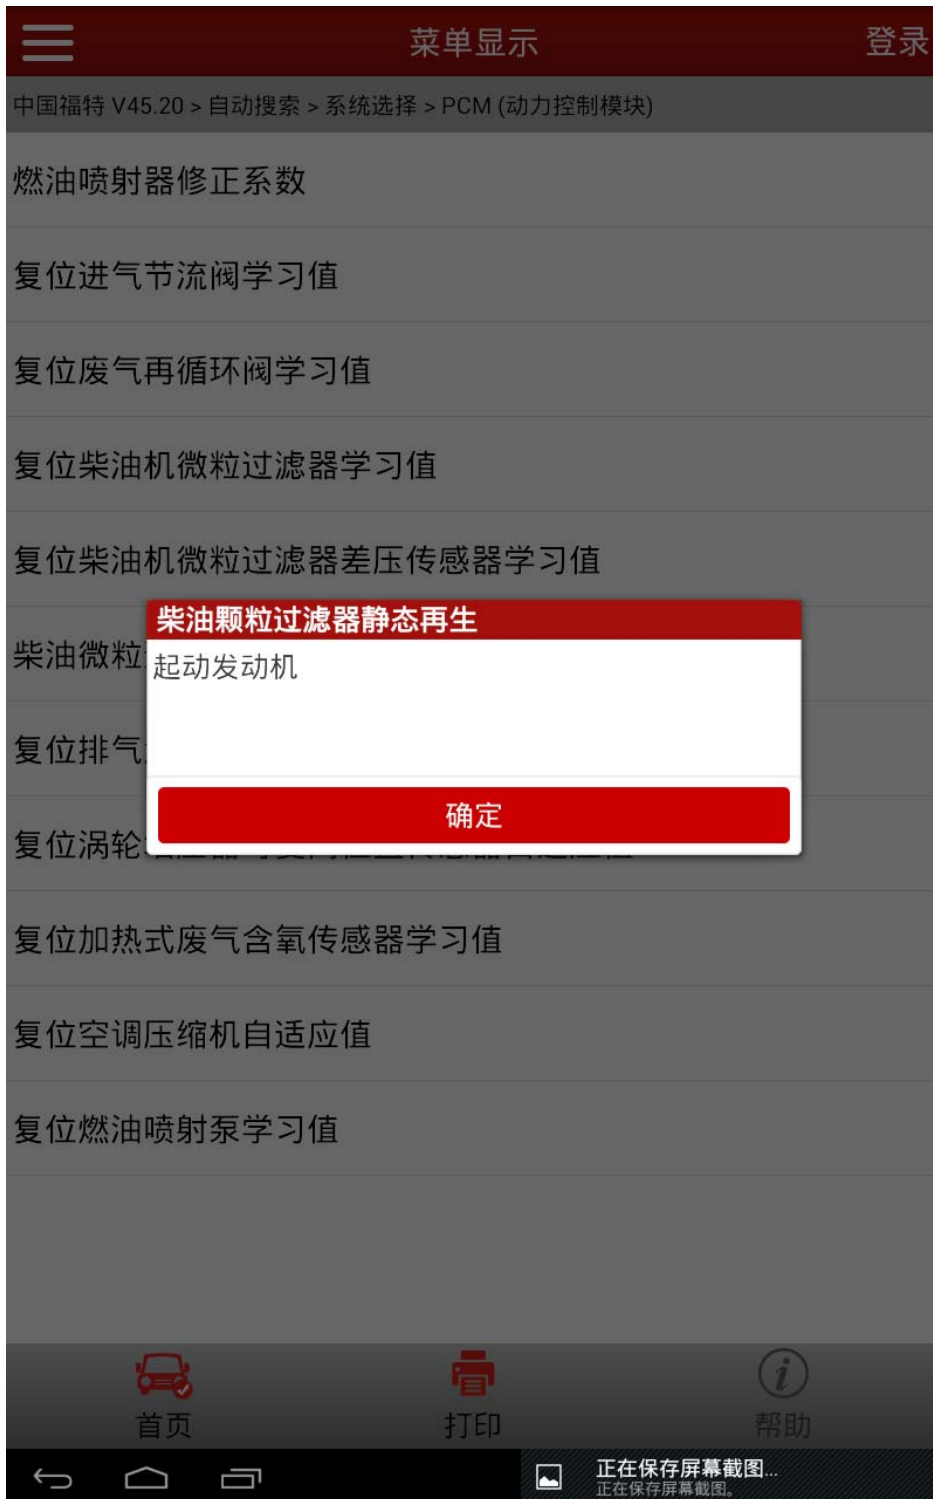 菜单显示
登录
中国福特 V45.20 > 自动搜索 > 系统选择 > PCM (动力控制模块)
燃油喷射器修正系数
复位进气节流阀学习值
复位废气再循环阀学习值
复位柴油机微粒过滤器学习值
复位柴油机微粒过滤器差压传感器学习值
柴油颗粒过滤器静态再生
柴油微粒
起动发动机
复位排气
确定
复位涡轮
复位加热式废气含氧传感器学习值
复位空调压缩机自适应值
复位燃油喷射泵学习值
首页
打印
帮助
正在保存屏幕截图...
正在保存屏幕截图。